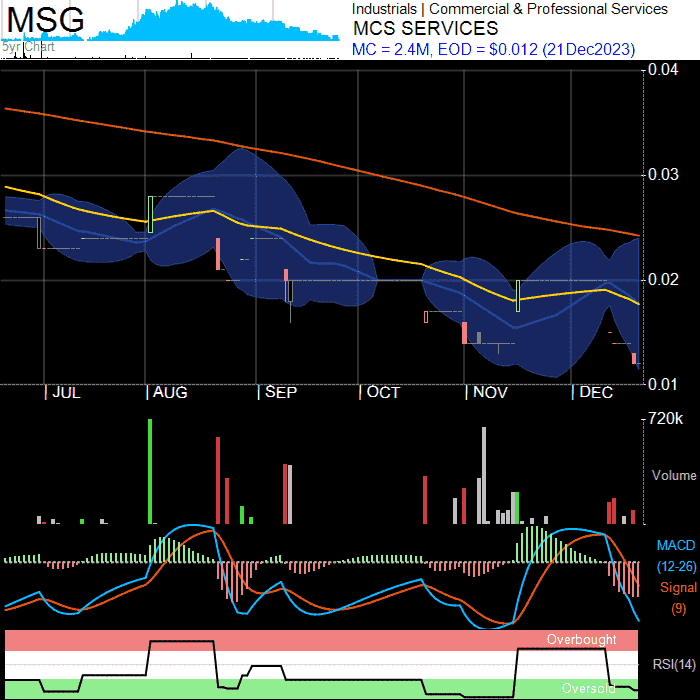 MSG
5yr Chart
Industrials | Commercial & Professional Services
MCS SERVICES
MC = 2.4M, EOD = $0.012 (21Dec2023)
0.04
0.03
0.02
0.01
| JUL
| AUG
| SEP
| OCT
| NOV
| DEC
720k
Volume
MACD
(12-26)
Signal
(9)
Overbought
RSI(14)
Oversold